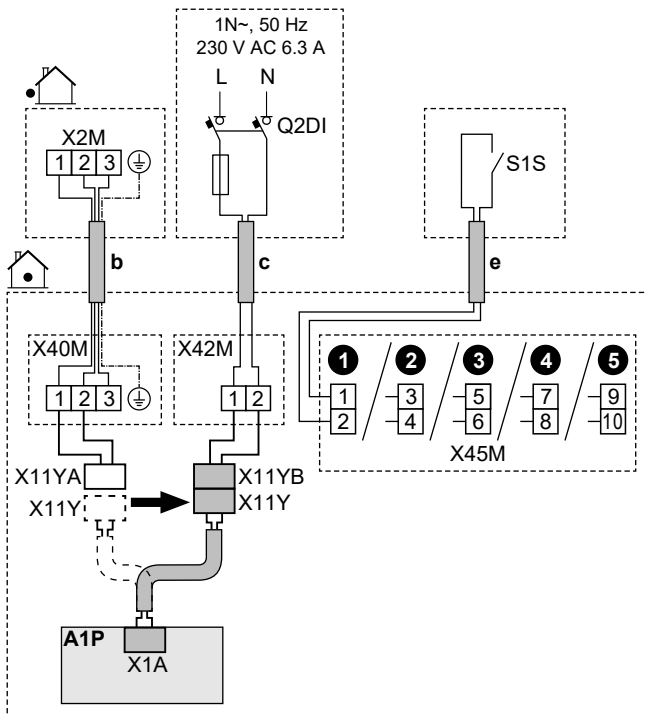 1N~, 50 Hz
230 V AC 6.3 A
L N
Q2DI
X2M
1 2 3
S1S
b
c
e
X40M
1 2 3
X42M
1 2
1 2 3 4 5
1 3 5 7 9
2 4 6 8 10
X45M
X11YA
X11YB
X11Y
X11Y
A1P
X1A